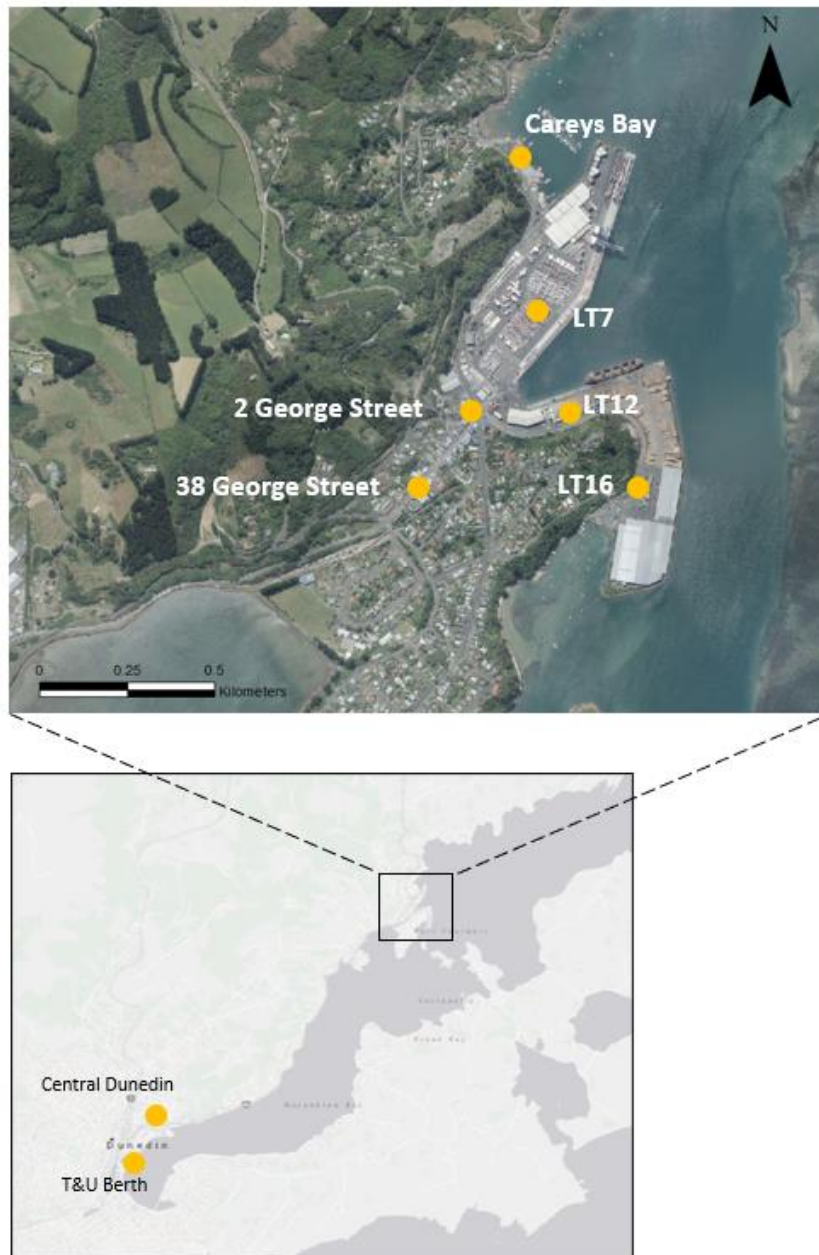 N
Careys Bay
LT7
2 George Street
LT12
38 George Street
LT16
0 0.25 0.5
Kilometers
Central Dunedin
Dunedin
T&U Berth